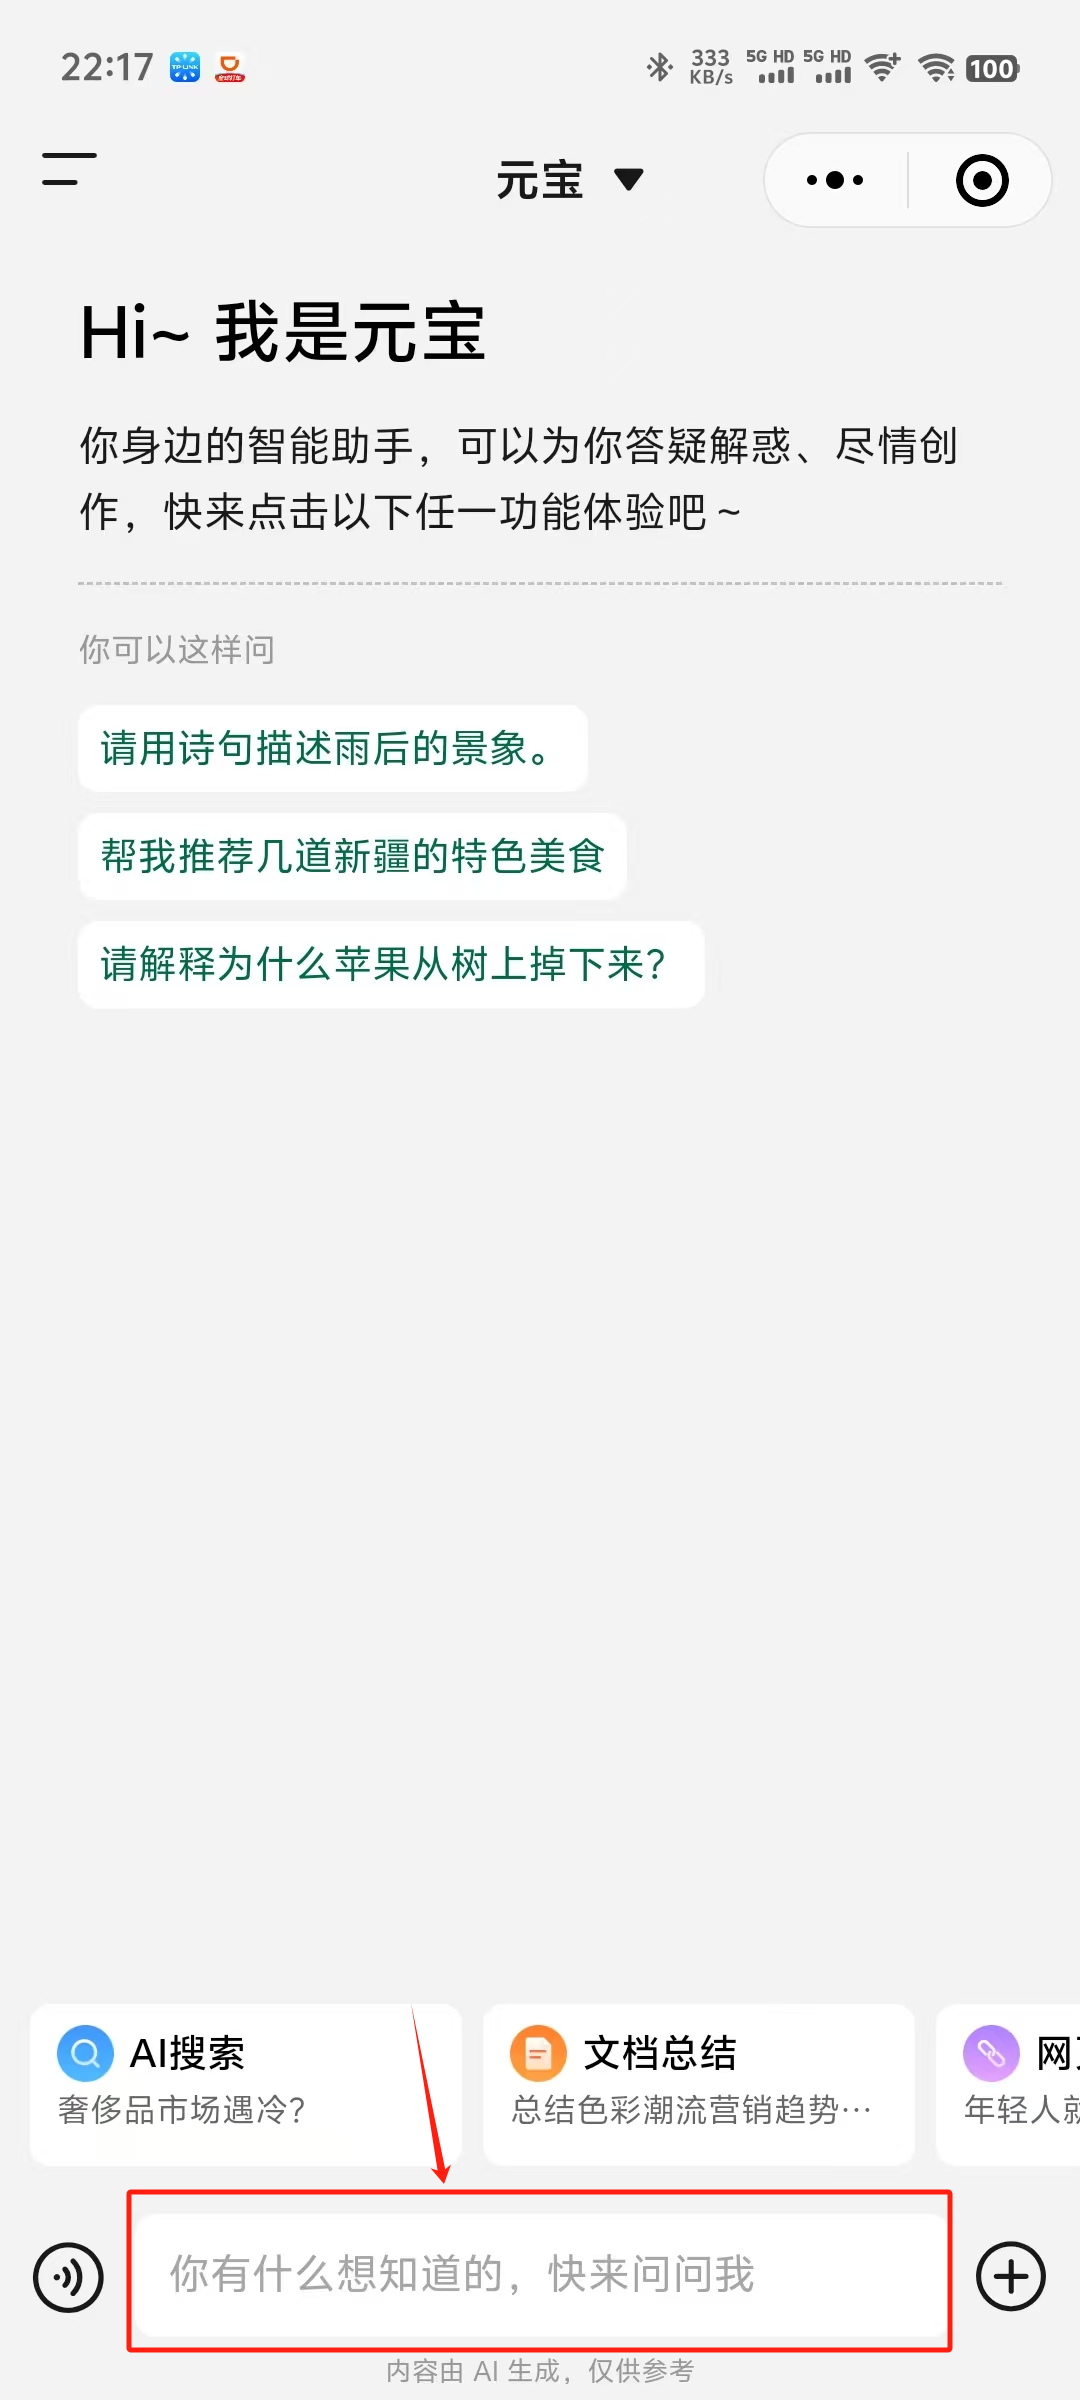 22:17
TP-LINK
333 KB/s 5G HD 5G HD 100
元宝
Hi~ 我是元宝
你身边的智能助手，可以为你答疑解惑、尽情创
作，快来点击以下任一功能体验吧～
你可以这样问
请用诗句描述雨后的景象。
帮我推荐几道新疆的特色美食
请解释为什么苹果从树上掉下来？
AI搜索
奢侈品市场遇冷？
文档总结
总结色彩潮流营销趋势…
网
年轻人就
你有什么想知道的，快来问问我
内容由 AI 生成，仅供参考